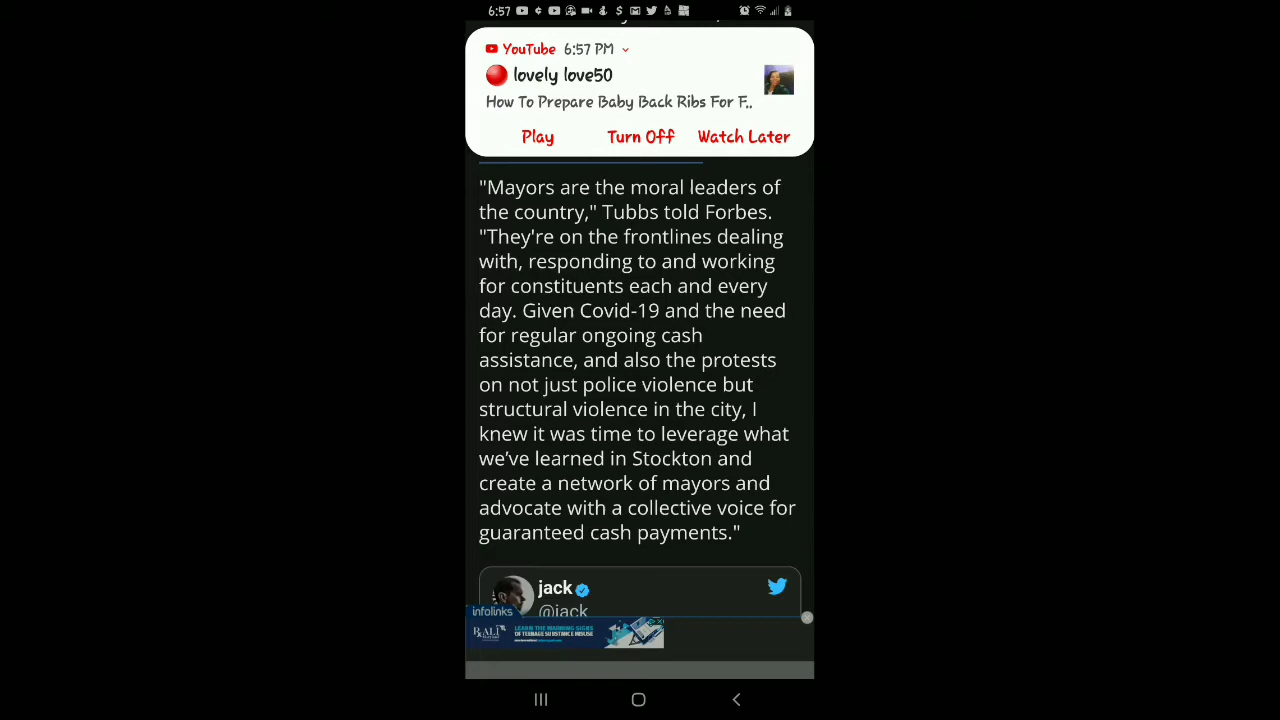 6:57
YouTube 6:57 PM
lovely love50
How To Prepare Baby Back Ribs For F..
Play Turn Off Watch Later
"Mayors are the moral leaders of
the country," Tubbs told Forbes.
"They're on the frontlines dealing
with, responding to and working
for constituents each and every
day. Given Covid-19 and the need
for regular ongoing cash
assistance, and also the protests
on not just police violence but
structural violence in the city, I
knew it was time to leverage what
we've learned in Stockton and
create a network of mayors and
advocate with a collective voice for
guaranteed cash payments."
jack
@jack
infolinks
BALI LEARN THE WARNING SIGNS
OF TEENAGE SUBSTANCE MISUSE